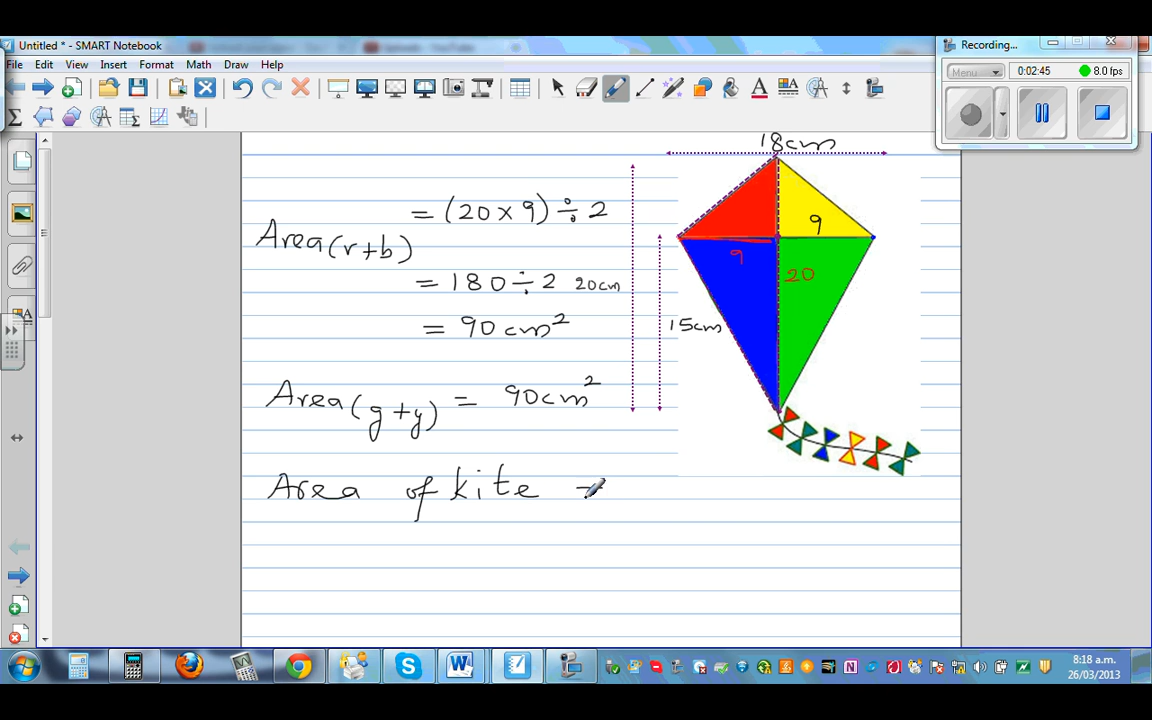 Untitled * - SMART Notebook
File Edit View Insert Format Math Draw Help
Recording...
Menu 0:02:45 8.0 fps
18cm
= (20 x 9) ÷ 2
Area(r+b)
= 180 ÷ 2 20cm
= 90 cm²
9
9
20
15cm
Area(g+y) = 90cm²
Area of kite =
8:18 a.m.
26/03/2013